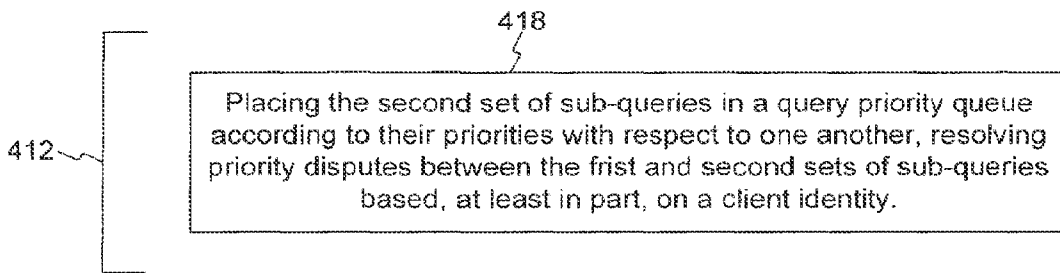 418
412
Placing the second set of sub-queries in a query priority queue
according to their priorities with respect to one another, resolving
priority disputes between the frist and second sets of sub-queries
based, at least in part, on a client identity.